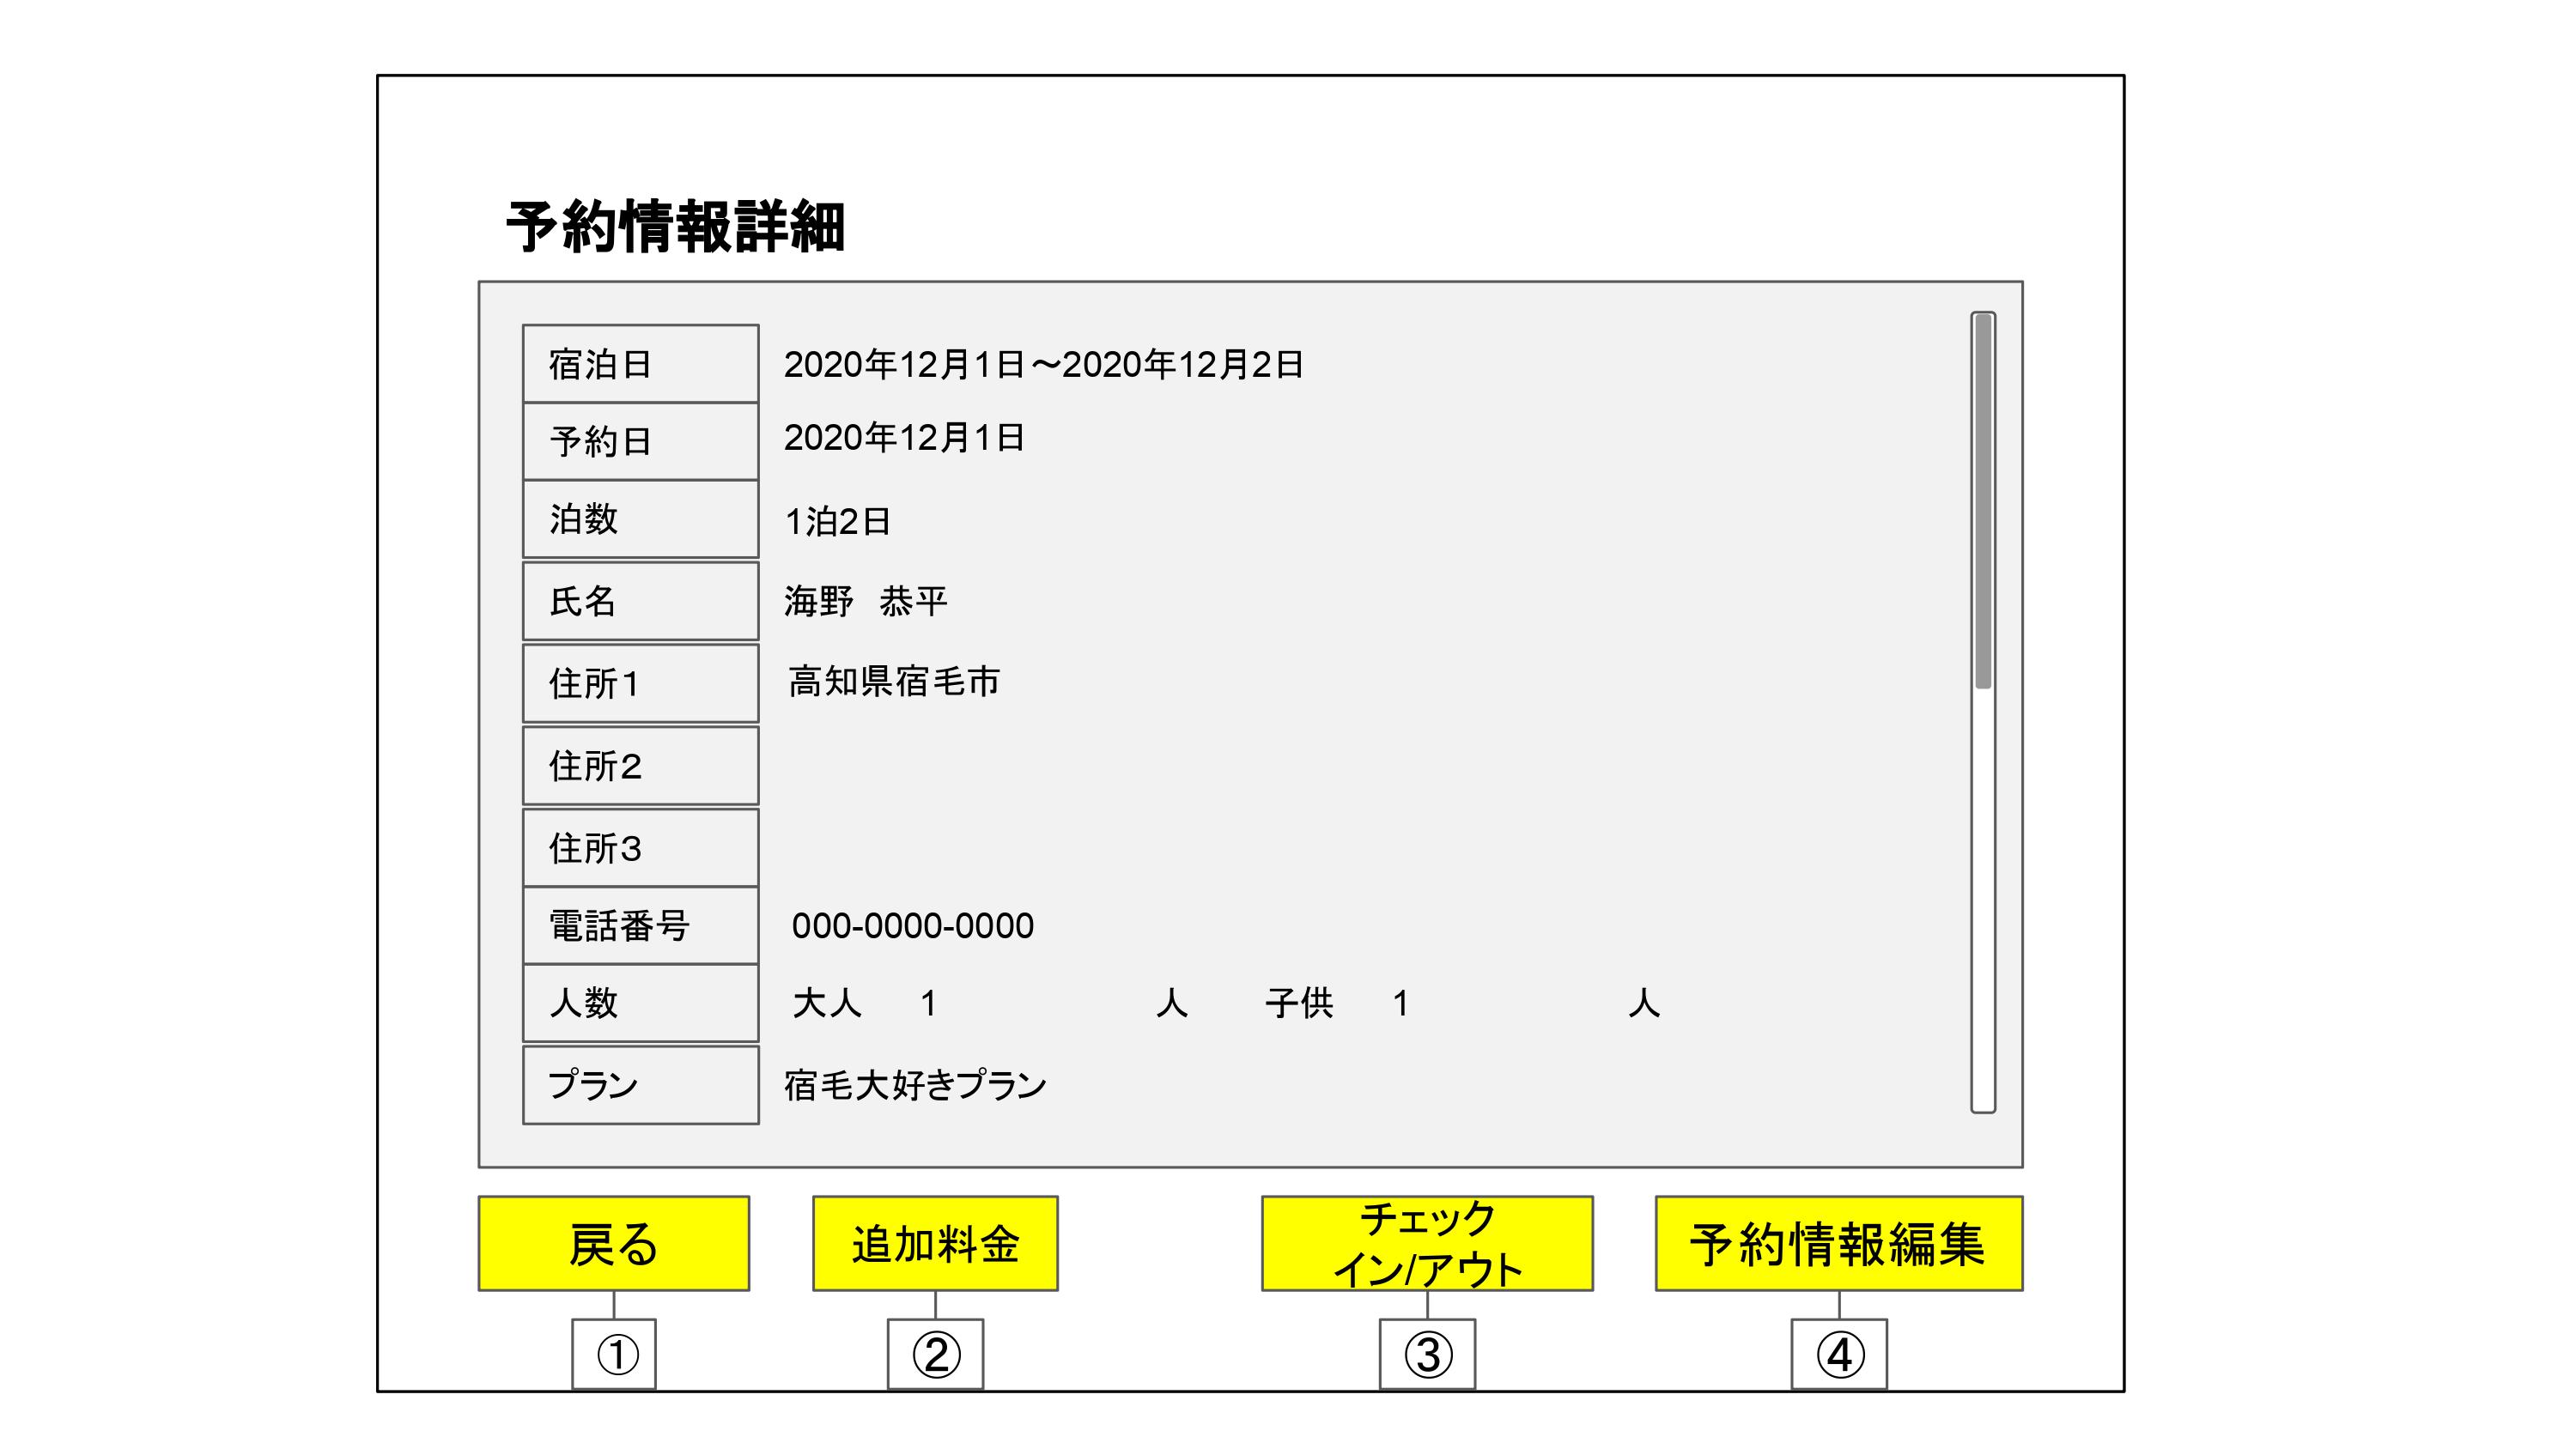 予約情報詳細
宿泊日 2020年12月1日～2020年12月2日
予約日 2020年12月1日
泊数 1泊2日
氏名 海野　恭平
住所１ 高知県宿毛市
住所２
住所３
電話番号 000-0000-0000
人数 大人 1 人 子供 1 人
プラン 宿毛大好きプラン
戻る 追加料金 チェック 予約情報編集
イン/アウト
① ② ③ ④